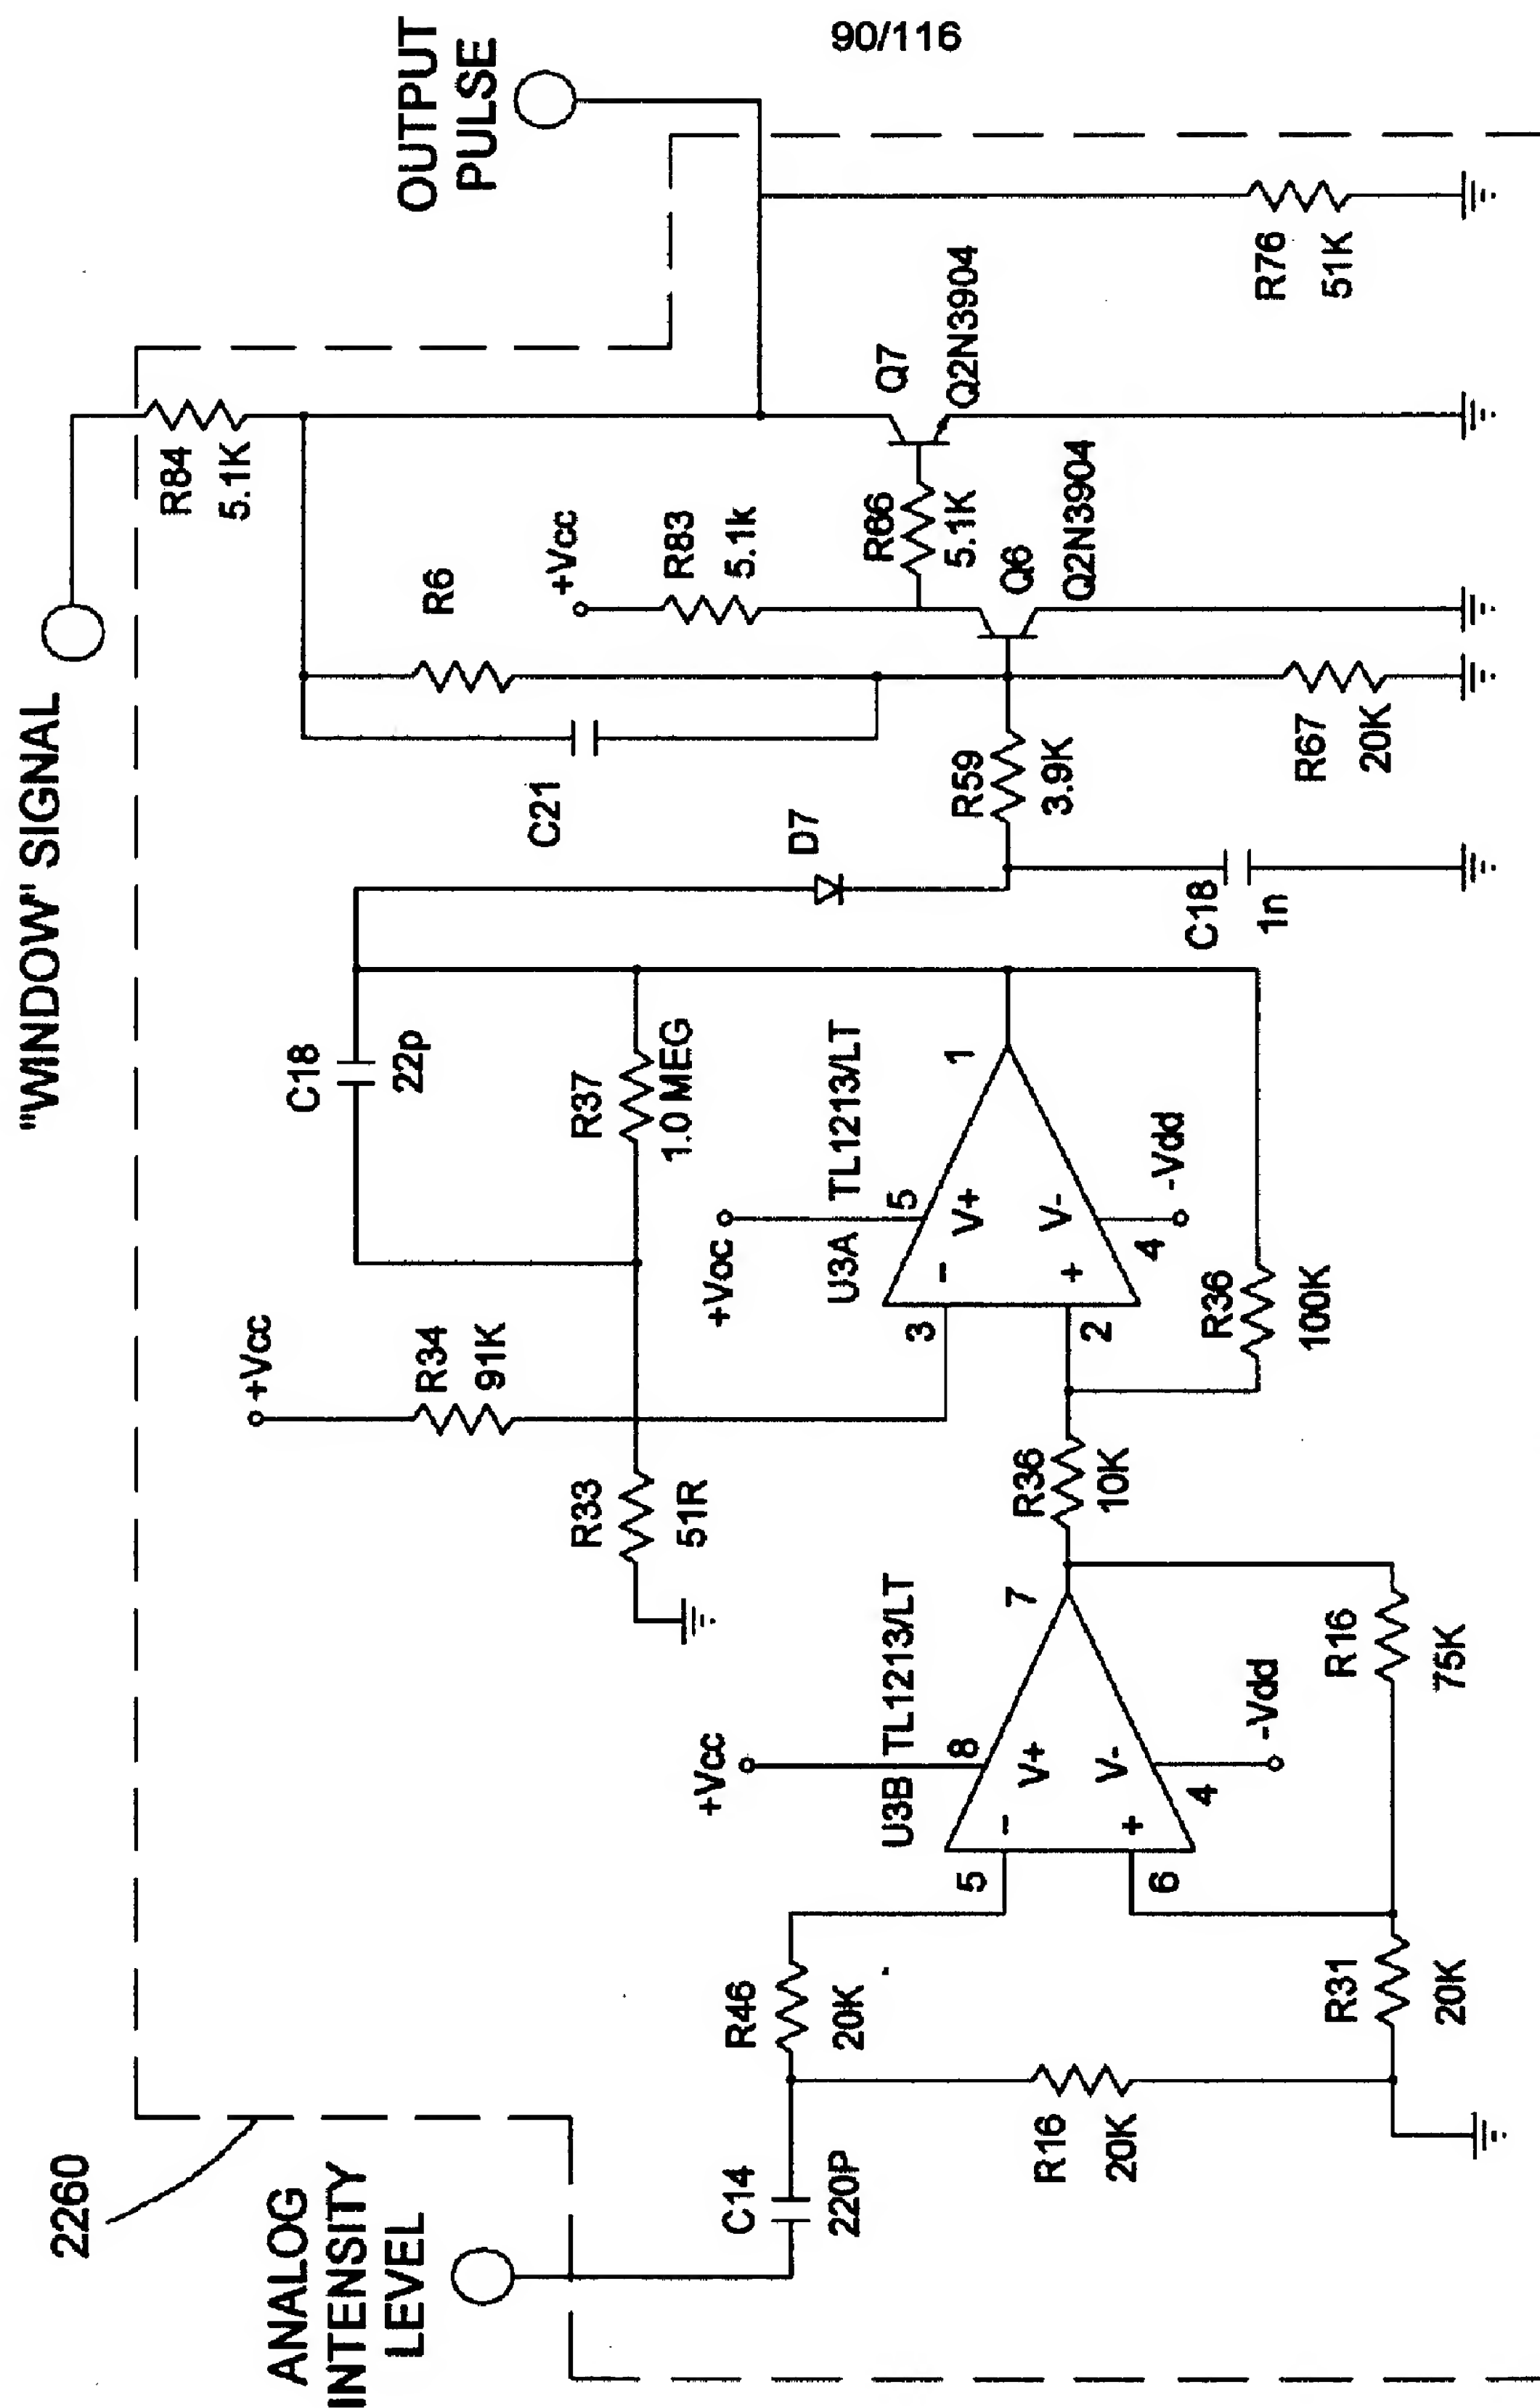 90/116
"WINDOW' SIGNAL
OUTPUT
PULSE
2260
ANALOG
INTENSITY
LEVEL
C14
220P
R46
20K
R16
20K
R31
20K
R16
75K
+Vcc
U3B TL1213/LT
8
V+
V-
-
+
5
6
7
4
-Vdd
R33
51R
R36
10K
+Vcc
R34
91K
C18
22p
R37
1.0 MEG
+Vcc
U3A TL1213/LT
5
V+
V-
-
+
3
2
1
4
-Vdd
R36
100K
D7
C18
1n
R59
3.9K
C21
R6
R67
20K
+Vcc
R83
5.1k
R66
5.1K
Q6
Q2N3904
R84
5.1K
Q7
Q2N3904
R76
51K